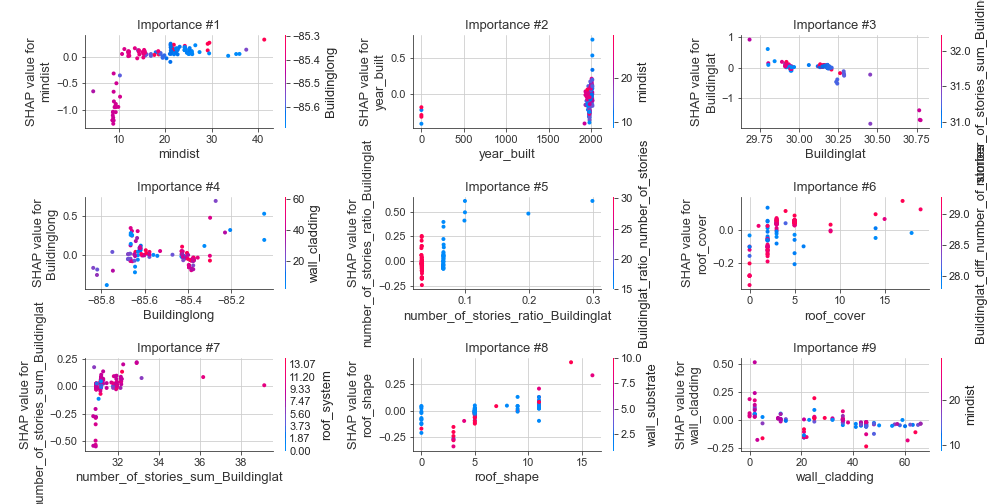 Importance #1
Importance #2
Importance #3
SHAP value for
mindist
0.0
−0.5
−1.0
10
20
30
40
mindist
−85.3
−85.4
−85.5
−85.6
Buildinglong
SHAP value for
year_built
0.5
0.0
0
500
1000
1500
2000
year_built
20
10
mindist
SHAP value for
Buildinglat
1
0
−1
29.75
30.00
30.25
30.50
30.75
Buildinglat
32.0
31.5
31.0
Importance #4
Importance #5
Importance #6
SHAP value for
Buildinglong
0.5
0.0
−85.8
−85.6
−85.4
−85.2
Buildinglong
60
40
20
wall_cladding
SHAP value for
number_of_stories_ratio_Buildinglat
0.50
0.25
0.00
−0.25
0.1
0.2
0.3
number_of_stories_ratio_Buildinglat
30
25
20
15
Buildinglat_ratio_number_of_stories
SHAP value for
roof_cover
0.0
−0.2
0
5
10
15
roof_cover
29.0
28.5
28.0
Importance #7
Importance #8
Importance #9
SHAP value for
number_of_stories_sum_Buildinglat
0.25
0.00
−0.25
−0.50
32
34
36
38
number_of_stories_sum_Buildinglat
13.07
11.20
9.33
7.47
5.60
3.73
1.87
0.00
roof_system
SHAP value for
roof_shape
0.25
0.00
−0.25
0
5
10
15
roof_shape
10.0
7.5
5.0
2.5
wall_substrate
SHAP value for
wall_cladding
0.50
0.25
0.00
−0.25
0
20
40
60
wall_cladding
20
10
mindist